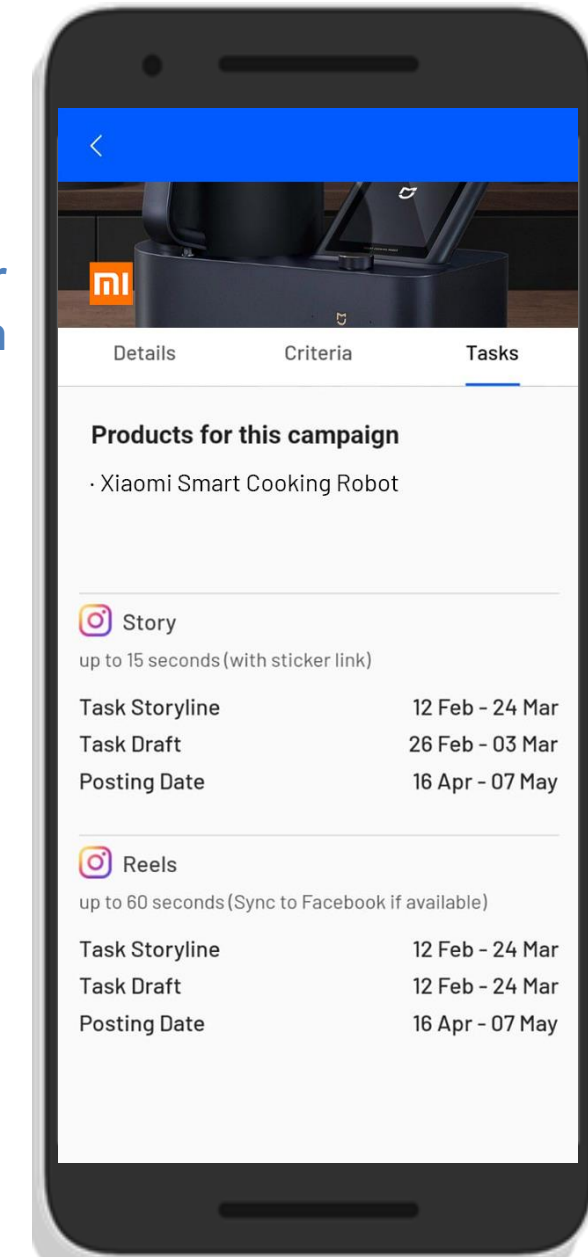 mi
Details Criteria Tasks
Products for this campaign
· Xiaomi Smart Cooking Robot
Story
up to 15 seconds (with sticker link)
Task Storyline 12 Feb - 24 Mar
Task Draft 26 Feb - 03 Mar
Posting Date 16 Apr - 07 May
Reels
up to 60 seconds (Sync to Facebook if available)
Task Storyline 12 Feb - 24 Mar
Task Draft 12 Feb - 24 Mar
Posting Date 16 Apr - 07 May